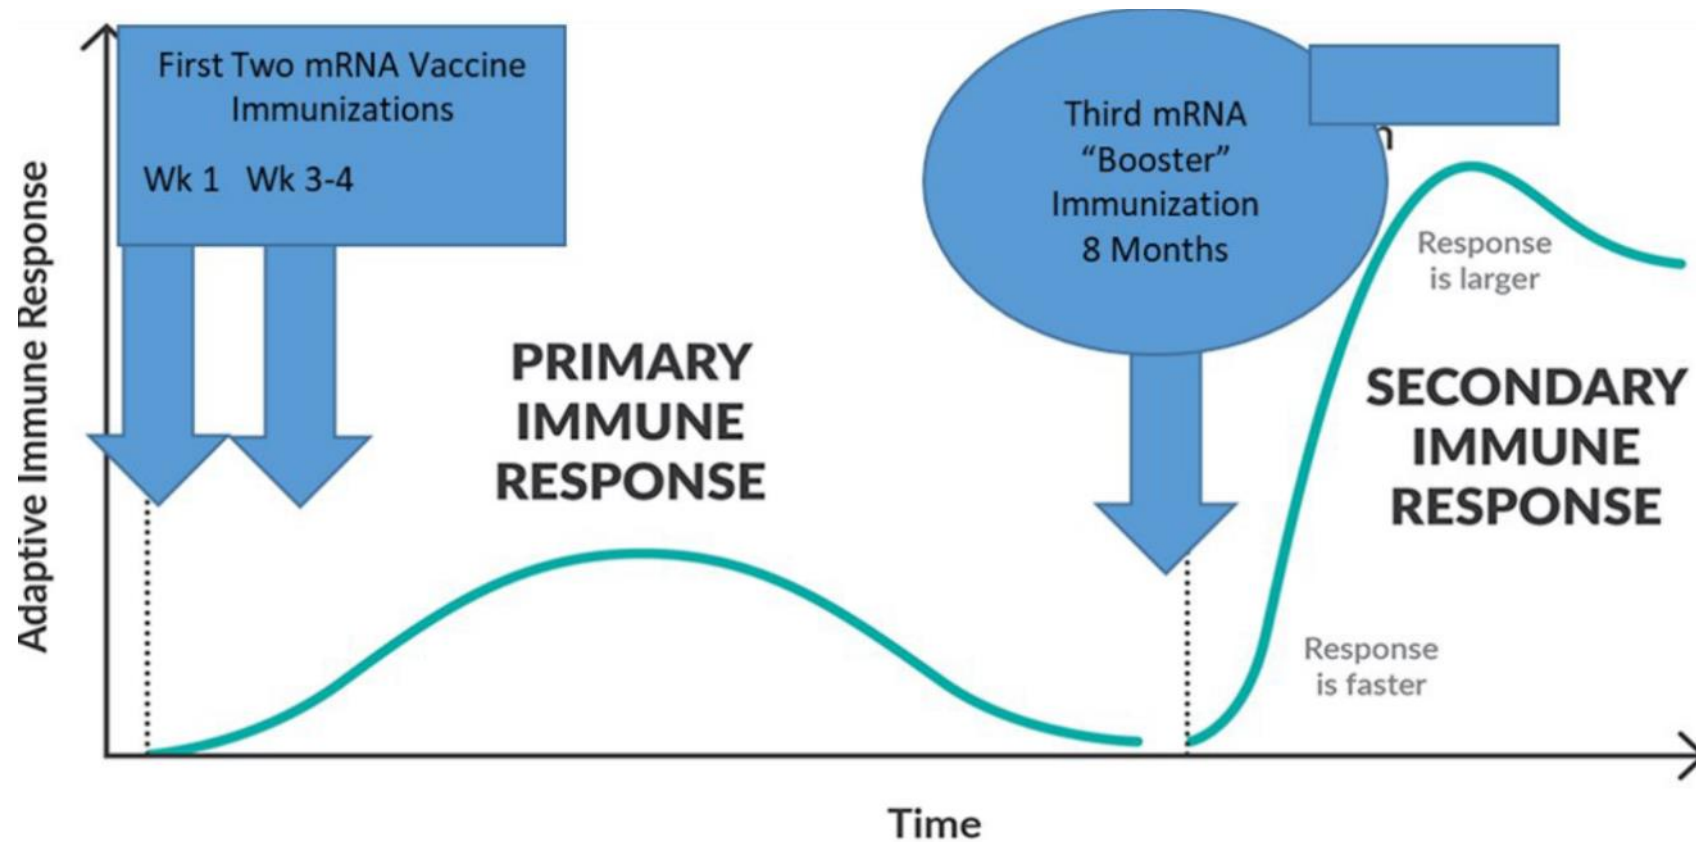 First Two mRNA Vaccine
Immunizations
Wk 1 Wk 3-4
Third mRNA
“Booster”
Immunization
8 Months
Adaptive Immune Response
PRIMARY
IMMUNE
RESPONSE
Response
is larger
SECONDARY
IMMUNE
RESPONSE
Response
is faster
Time